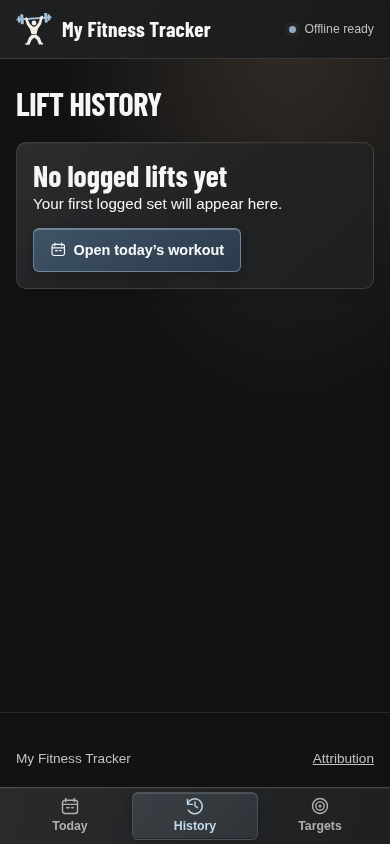 My Fitness Tracker
Offline ready
LIFT HISTORY
No logged lifts yet
Your first logged set will appear here.
Open today’s workout
My Fitness Tracker
Attribution
Today
History
Targets